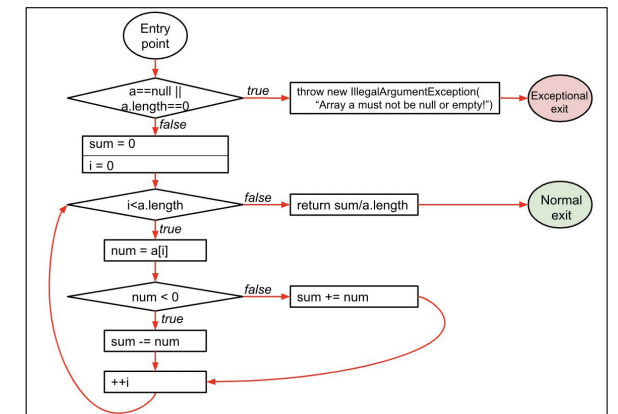 Entry
point
a==null ||
a.length==0
true
throw new IllegalArgumentException(
“Array a must not be null or empty!”)
Exceptional
exit
false
sum = 0
i = 0
i<a.length
false
return sum/a.length
Normal
exit
true
num = a[i]
num < 0
false
sum += num
true
sum -= num
++i